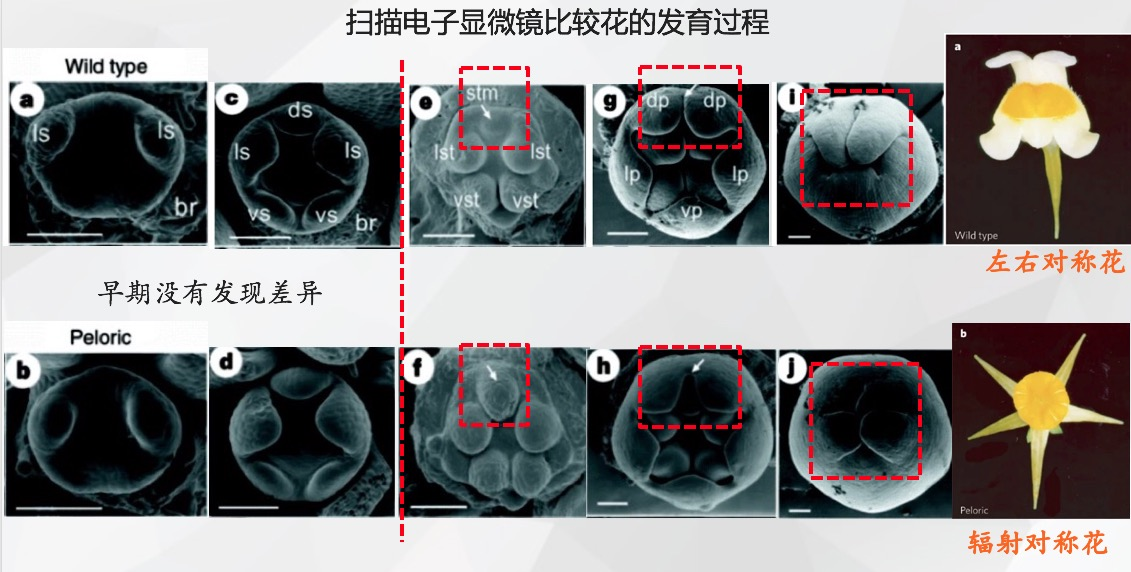 扫描电子显微镜比较花的发育过程
Wild type
a
ls
ls
br
c
ds
ls
ls
vs
vs
br
e
stm
lst
lst
vst
vst
g
dp
dp
lp
lp
vp
i
a
Wild type
左右对称花
早期没有发现差异
Peloric
b
d
f
h
j
b
Peloric
辐射对称花